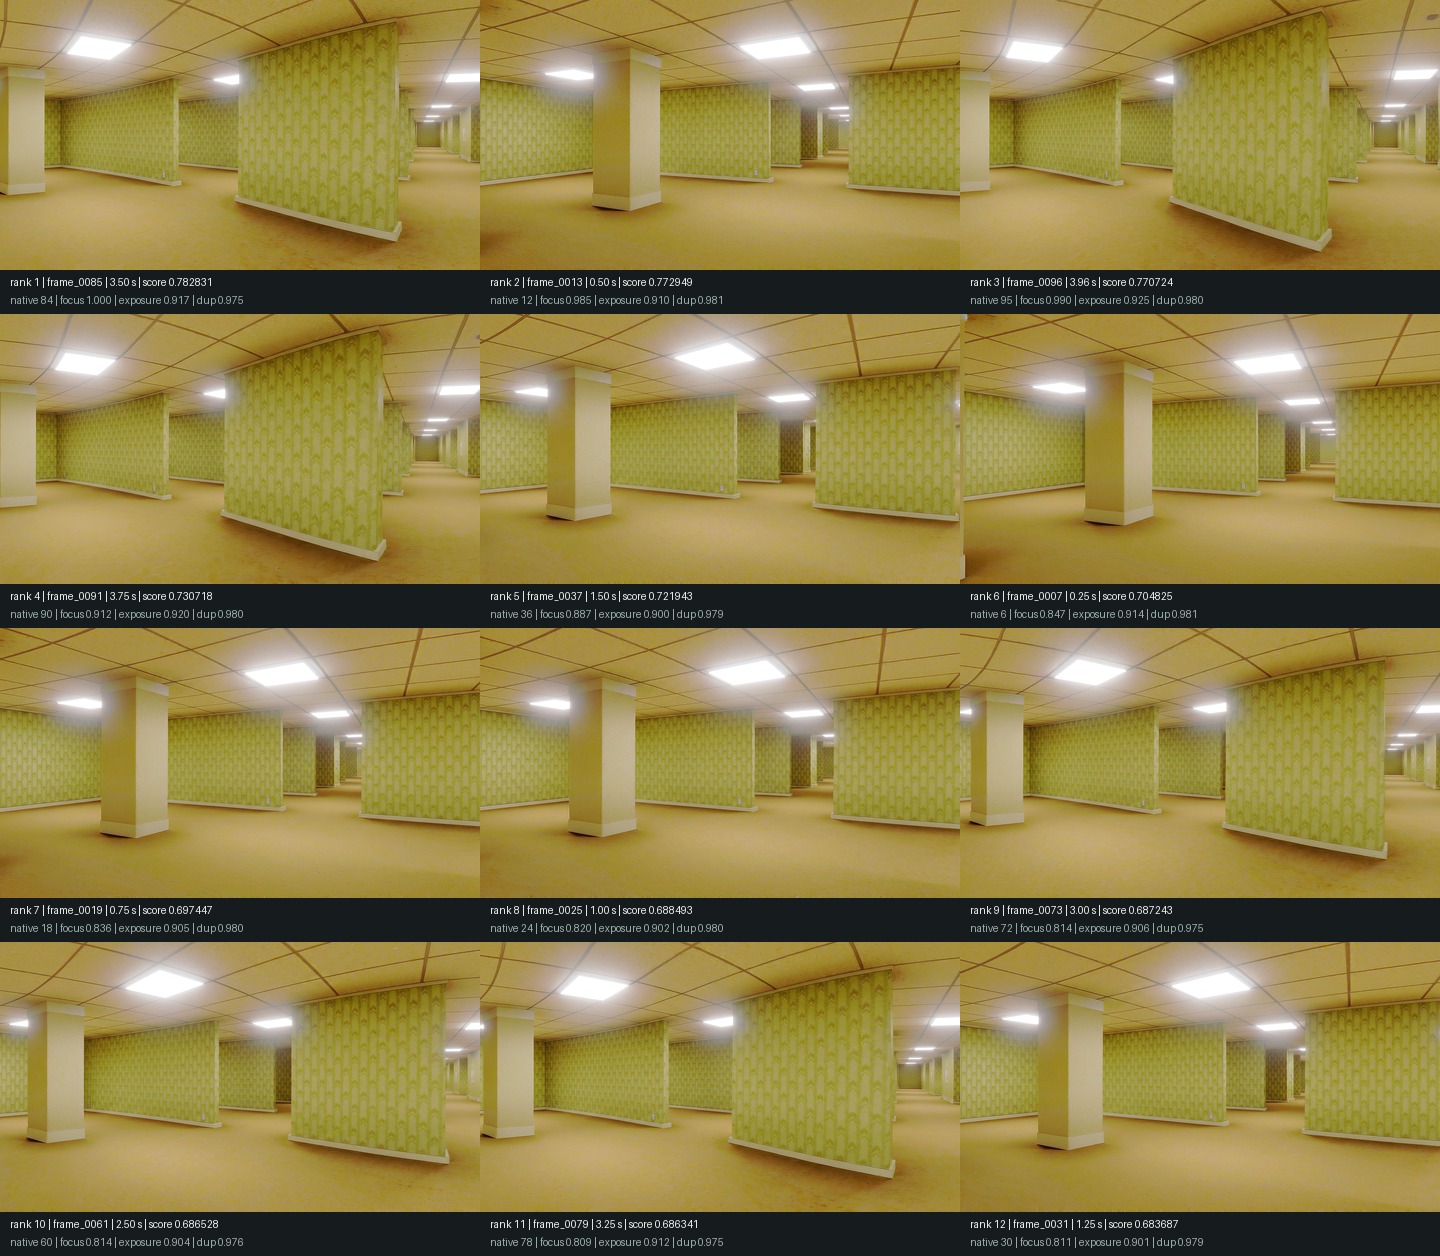 rank 1 | frame_0085 | 3.50 s | score 0.782831
native 84 | focus 1.000 | exposure 0.917 | dup 0.975
rank 2 | frame_0013 | 0.50 s | score 0.772949
native 12 | focus 0.985 | exposure 0.910 | dup 0.981
rank 3 | frame_0096 | 3.96 s | score 0.770724
native 95 | focus 0.990 | exposure 0.925 | dup 0.980
rank 4 | frame_0091 | 3.75 s | score 0.730718
native 90 | focus 0.912 | exposure 0.920 | dup 0.980
rank 5 | frame_0037 | 1.50 s | score 0.721943
native 36 | focus 0.887 | exposure 0.900 | dup 0.979
rank 6 | frame_0007 | 0.25 s | score 0.704825
native 6 | focus 0.847 | exposure 0.914 | dup 0.981
rank 7 | frame_0019 | 0.75 s | score 0.697447
native 18 | focus 0.836 | exposure 0.905 | dup 0.980
rank 8 | frame_0025 | 1.00 s | score 0.688493
native 24 | focus 0.820 | exposure 0.902 | dup 0.980
rank 9 | frame_0073 | 3.00 s | score 0.687243
native 72 | focus 0.814 | exposure 0.906 | dup 0.975
rank 10 | frame_0061 | 2.50 s | score 0.686528
native 60 | focus 0.814 | exposure 0.904 | dup 0.976
rank 11 | frame_0079 | 3.25 s | score 0.686341
native 78 | focus 0.809 | exposure 0.912 | dup 0.975
rank 12 | frame_0031 | 1.25 s | score 0.683687
native 30 | focus 0.811 | exposure 0.901 | dup 0.979